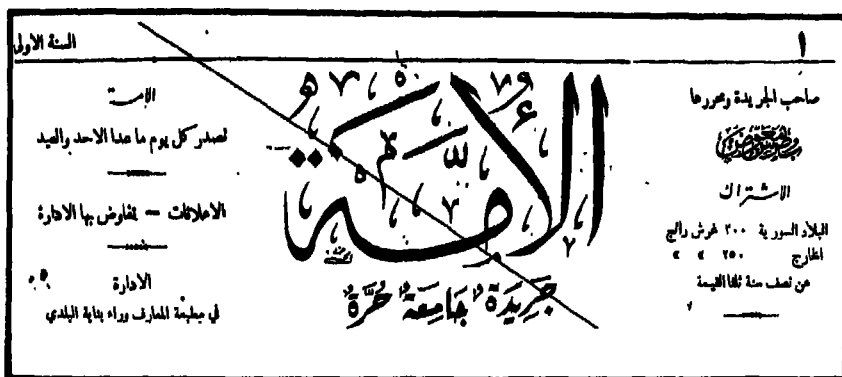 ١
السنة الاولى
صاحب الجريدة ومحررها
الاشتراك
البلاد السورية ٢٠٠ غرش رائج
الخارج ٢٥٠ » »
عن نصف سنة ثلثا القيمة
الأمة
جريدة جامعة حرة
الامة
تصدر كل يوم ما عدا الاحد والعيد
الاعلانات — يتفاوض بها الادارة
الادارة
في مطبعة المعارف وراء بناية البلدي